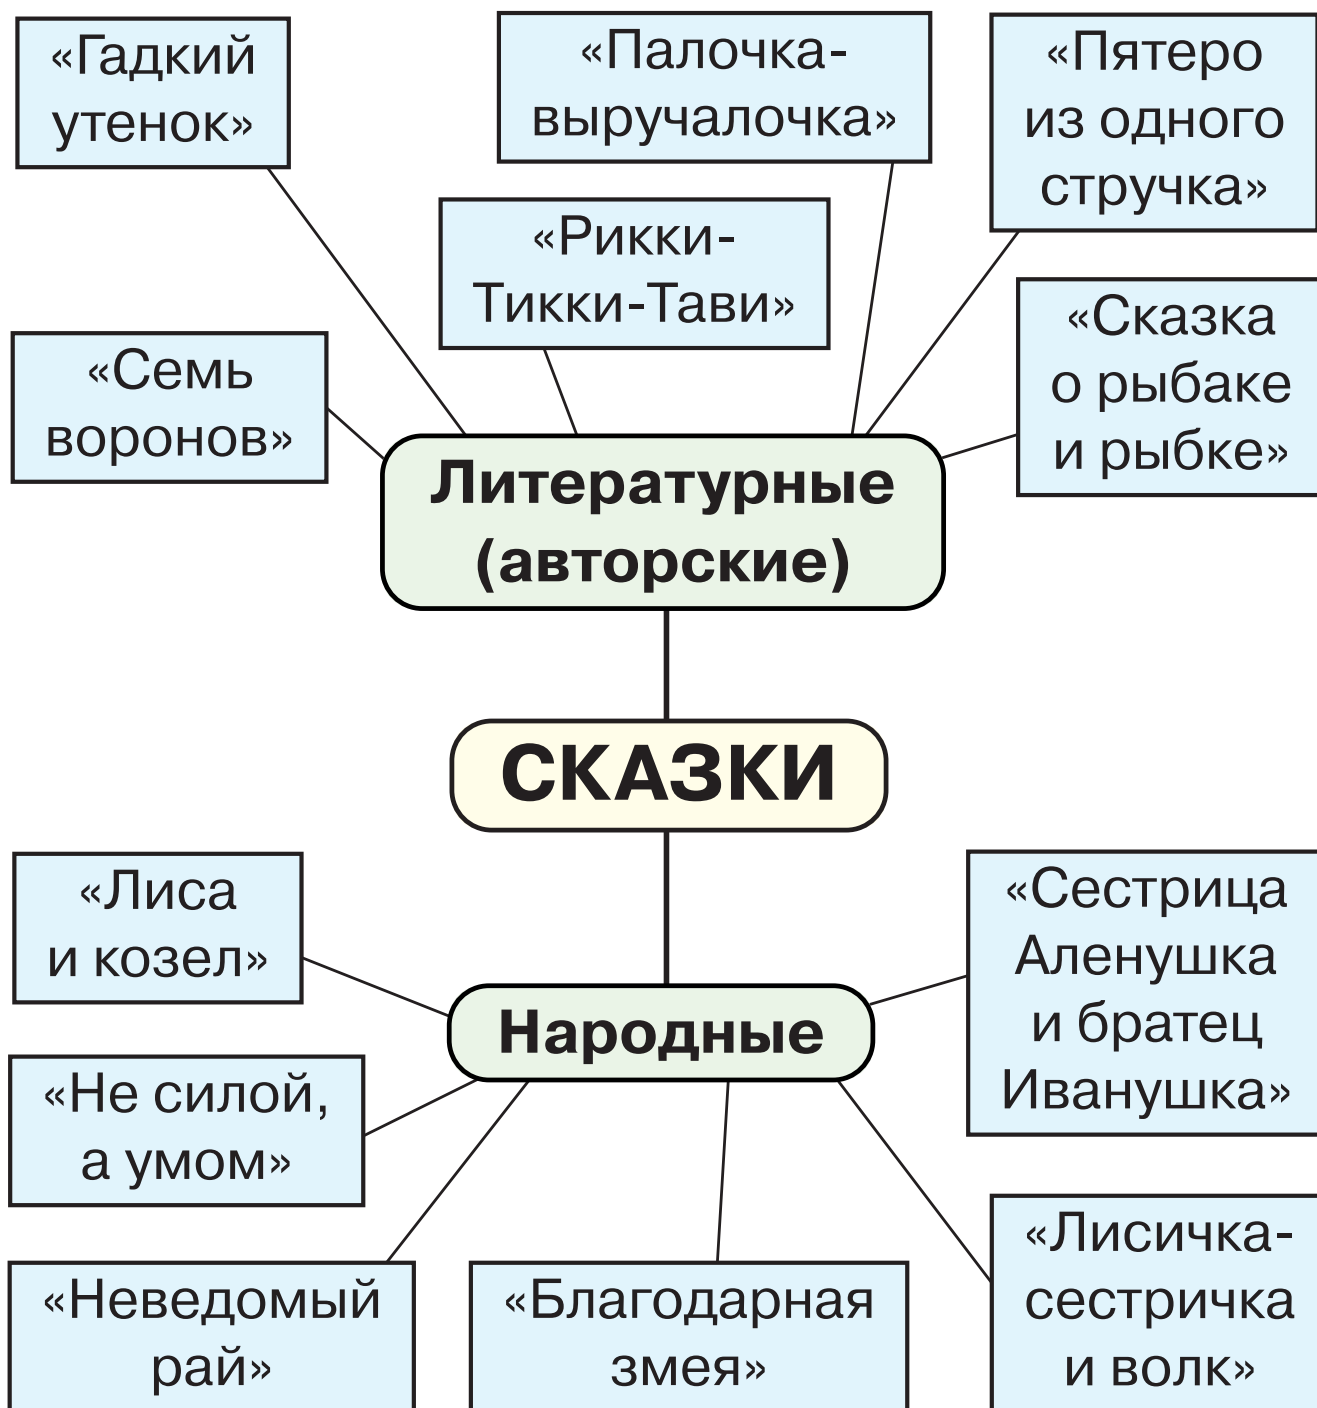 «Гадкий
утенок»
«Палочка-
выручалочка»
«Пятеро
из одного
стручка»
«Рикки-
Тикки-Тави»
«Семь
воронов»
«Сказка
о рыбаке
и рыбке»
Литературные
(авторские)
СКАЗКИ
«Лиса
и козел»
«Сестрица
Аленушка
и братец
Иванушка»
Народные
«Не силой,
а умом»
«Неведомый
рай»
«Благодарная
змея»
«Лисичка-
сестричка
и волк»